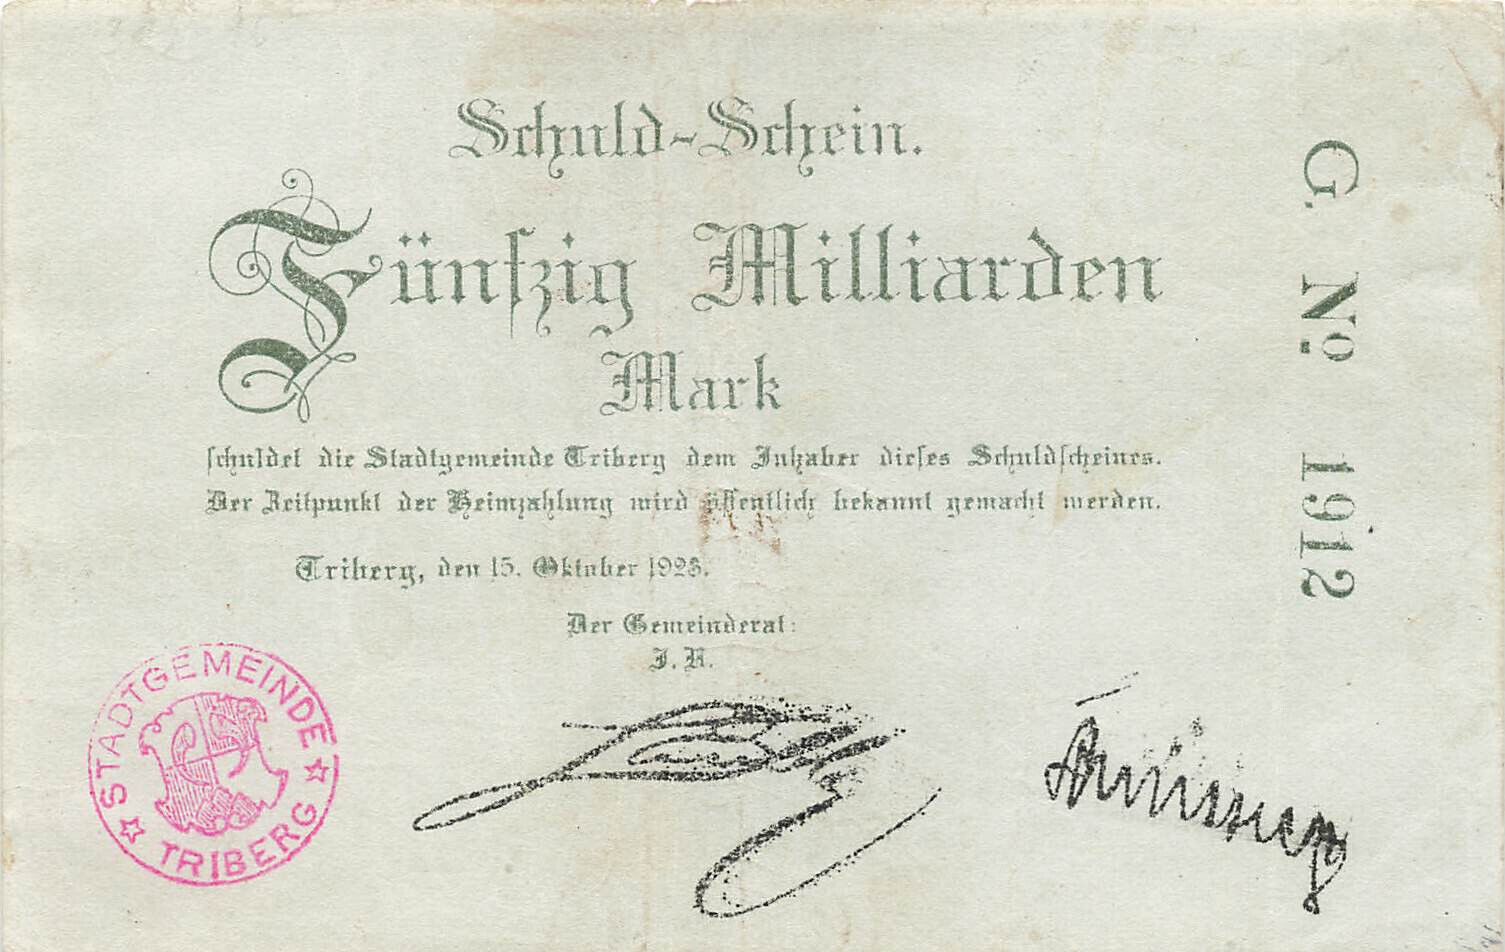 Schuld-Schein.
Fünfzig Milliarden
Mark
schuldet die Stadtgemeinde Triberg dem Inhaber dieses Schuldscheines.
Der Zeitpunkt der Heimzahlung wird öffentlich bekannt gemacht werden.
Triberg, den 15. Oktober 1923.
Der Gemeinderat:
J. V.
STADTGEMEINDE
TRIBERG
G. No 1912